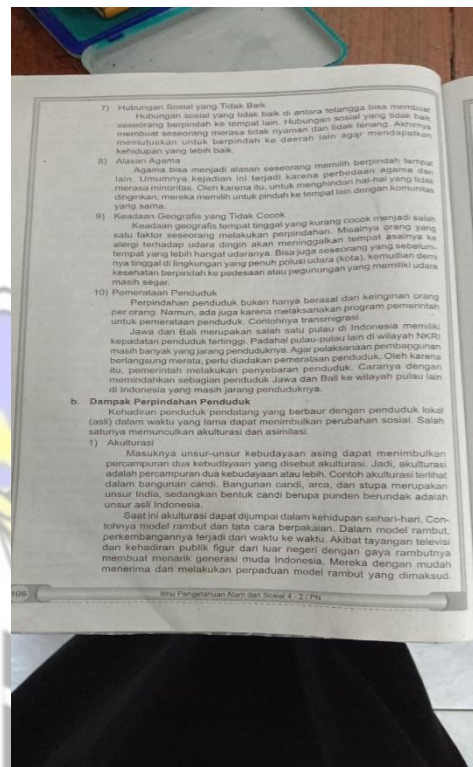 7) Hubungan Sosial yang Tidak Baik
Hubungan sosial yang tidak baik di antara tetangga bisa membuat
seseorang berpindah ke tempat lain. Hubungan sosial yang tidak baik
membuat seseorang merasa tidak nyaman dan tidak tenang. Akhirnya
memutuskan untuk berpindah ke daerah lain agar mendapatkan
kehidupan yang lebih baik.
8) Alasan Agama
Agama bisa menjadi alasan seseorang memilih berpindah tempat
lain. Umumnya kejadian ini terjadi karena perbedaan agama dan
merasa minoritas. Oleh karena itu, untuk menghindari hal-hal yang tidak
diinginkan, mereka memilih untuk pindah ke tempat lain dengan komunitas
yang sama.
9) Keadaan Geografis yang Tidak Cocok
Keadaan geografis tempat tinggal yang kurang cocok menjadi salah
satu faktor seseorang melakukan perpindahan. Misalnya orang yang
alergi terhadap udara dingin akan meninggalkan tempat asalnya ke
tempat yang lebih hangat udaranya. Bisa juga seseorang yang sebelum-
nya tinggal di lingkungan yang penuh polusi udara (kota), kemudian demi
kesehatan berpindah ke pedesaan atau pegunungan yang memiliki udara
masih segar.
10) Pemerataan Penduduk
Perpindahan penduduk bukan hanya berasal dari keinginan orang
per orang. Namun, ada juga karena melaksanakan program pemerintah
untuk pemerataan penduduk. Contohnya transmigrasi.
Jawa dan Bali merupakan salah satu pulau di Indonesia memiliki
kepadatan penduduk tertinggi. Padahal pulau-pulau lain di wilayah NKRI
masih banyak yang jarang penduduknya. Agar pelaksanaan pembangunan
berlangsung merata, perlu diadakan pemerataan penduduk. Oleh karena
itu, pemerintah melakukan penyebaran penduduk. Caranya dengan
memindahkan sebagian penduduk Jawa dan Bali ke wilayah pulau lain
di Indonesia yang masih jarang penduduknya.
b. Dampak Perpindahan Penduduk
Kehadiran penduduk pendatang yang berbaur dengan penduduk lokal
(asli) dalam waktu yang lama dapat menimbulkan perubahan sosial. Salah
satunya memunculkan akulturasi dan asimilasi.
1) Akulturasi
Masuknya unsur-unsur kebudayaan asing dapat menimbulkan
percampuran dua kebudayaan yang disebut akulturasi. Jadi, akulturasi
adalah percampuran dua kebudayaan atau lebih. Contoh akulturasi terlihat
dalam bangunan candi. Bangunan candi, arca, dan stupa merupakan
unsur India, sedangkan bentuk candi berupa punden berundak adalah
unsur asli Indonesia.
Saat ini akulturasi dapat dijumpai dalam kehidupan sehari-hari. Con-
tohnya model rambut dan tata cara berpakaian. Dalam model rambut,
perkembangannya terjadi dari waktu ke waktu. Akibat tayangan televisi
dan kehadiran publik figur dari luar negeri dengan gaya rambutnya
membuat menarik generasi muda Indonesia. Mereka dengan mudah
menerima dan melakukan perpaduan model rambut yang dimaksud.
106 Ilmu Pengetahuan Alam dan Sosial 4 - 2 / PN